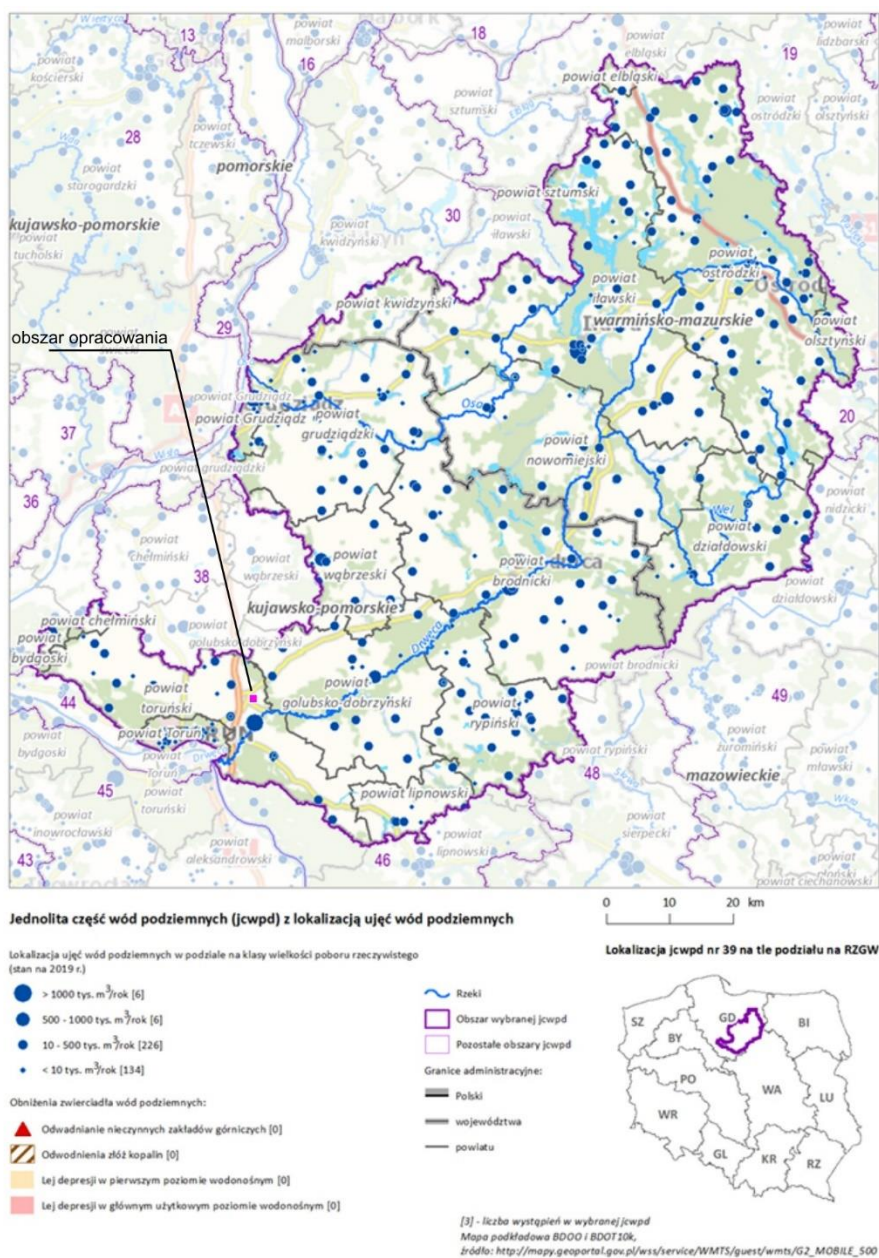 13
18
19
16
28
30
29
37
36
38
20
44
45
43
46
48
49
powiat malborski
powiat elbląski
powiat lidzbarski
powiat kościerski
powiat tczewski
powiat sztumski
powiat elbląski
powiat ostródzki
powiat olsztyński
pomorskie
powiat starogardzki
powiat sztumski
kujawsko-pomorskie
powiat tucholski
powiat kwidzyński
powiat iławski
powiat ostródzki
powiat kwidzyński
powiat iławski
warmińsko-mazurskie
powiat olsztyński
obszar opracowania
Osa
powiat Grudziądz
powiat Grudziądz
powiat grudziądzki
powiat nowomiejski
powiat grudziądzki
Wel
powiat nidzicki
powiat działdowski
powiat chełmiński
powiat wąbrzeski
powiat wąbrzeski
powiat brodnicki
powiat działdowski
kujawsko-pomorskie
powiat chełmiński
powiat golubsko-dobrzyński
Drwęca
powiat bydgoski
powiat brodnicki
powiat toruński
powiat golubsko-dobrzyński
powiat rypiński
powiat Toruń
powiat bydgoski
powiat rypiński
powiat żuromiński
powiat mławski
powiat Toruń
powiat toruński
mazowieckie
powiat lipnowski
powiat inowrocławski
powiat aleksandrowski
powiat lipnowski
powiat sierpecki
Wkra
powiat ciechanowski
Jednolita część wód podziemnych (jcwpd) z lokalizacją ujęć wód podziemnych
0 10 20 km
Lokalizacja ujęć wód podziemnych w podziale na klasy wielkości poboru rzeczywistego
(stan na 2019 r.)
> 1000 tys. m³/rok [6]
500 - 1000 tys. m³/rok [6]
10 - 500 tys. m³/rok [226]
< 10 tys. m³/rok [134]
Obniżenia zwierciadła wód podziemnych:
Odwadnianie nieczynnych zakładów górniczych [0]
Odwodnienia złóż kopalin [0]
Lej depresji w pierwszym poziomie wodonośnym [0]
Lej depresji w głównym użytkowym poziomie wodonośnym [0]
Rzeki
Obszar wybranej jcwpd
Pozostałe obszary jcwpd
Granice administracyjne:
Polski
województwa
powiatu
Lokalizacja jcwpd nr 39 na tle podziału na RZGW
SZ
GD
BI
BY
PO
WA
WR
LU
GL
KR
RZ
[3] - liczba wystąpień w wybranej jcwpd
Mapa podkładowa BDOO i BDOT10k,
źródło: http://mapy.geoportal.gov.pl/wss/service/WMTS/guest/wmts/G2_MOBILE_500